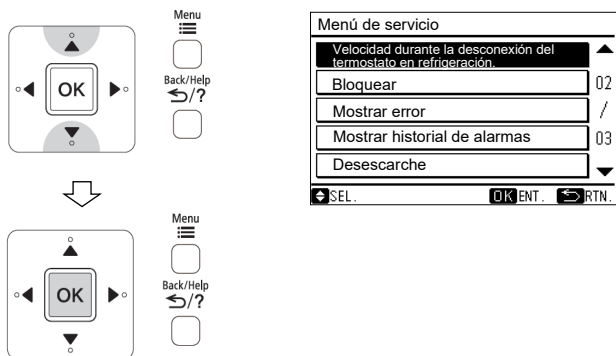 Menu
OK
Back/Help
/?
Menu
OK
Back/Help
/?
Menú de servicio
Velocidad durante la desconexión del
termostato en refrigeración.
Bloquear
02
Mostrar error
/
Mostrar historial de alarmas
03
Desescarche
SEL. OK ENT. RTN.